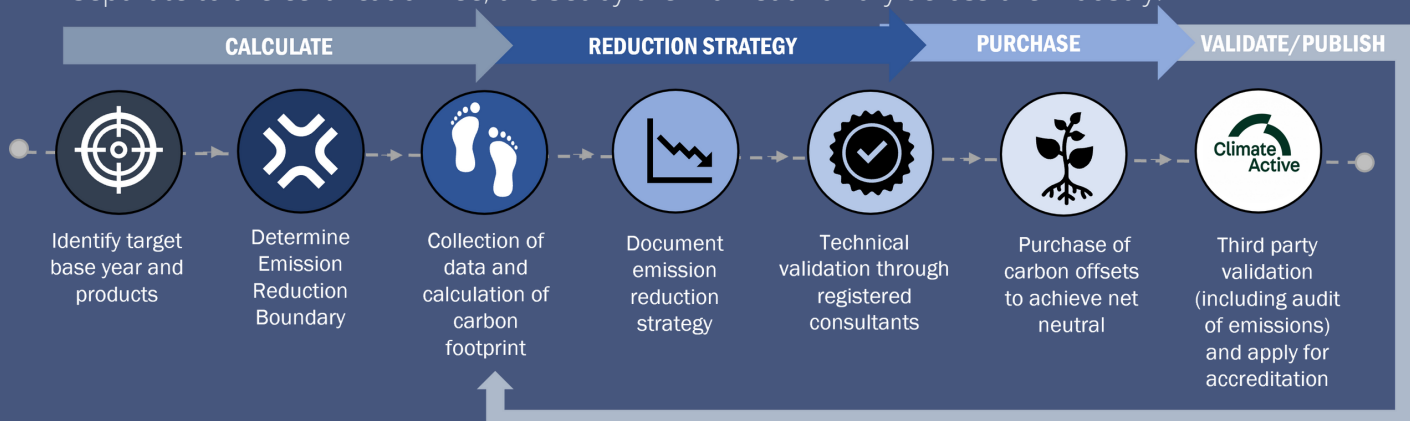 CALCULATE
REDUCTION STRATEGY
PURCHASE
VALIDATE/PUBLISH
Climate
Active
Identify target
base year and
products
Determine
Emission
Reduction
Boundary
Collection of
data and
calculation of
carbon
footprint
Document
emission
reduction
strategy
Technical
validation through
registered
consultants
Purchase of
carbon offsets
to achieve net
neutral
Third party
validation
(including audit
of emissions)
and apply for
accreditation